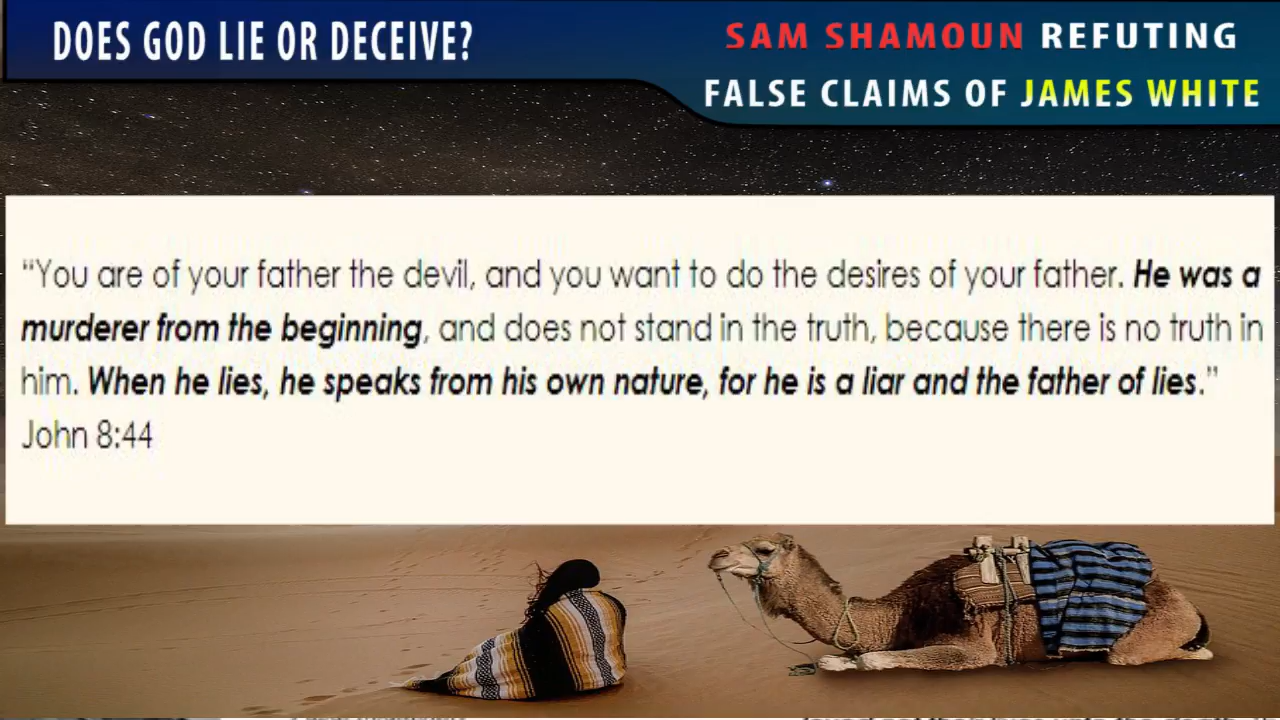 DOES GOD LIE OR DECEIVE?
SAM SHAMOUN REFUTING
FALSE CLAIMS OF JAMES WHITE
“You are of your father the devil, and you want to do the desires of your father. He was a
murderer from the beginning, and does not stand in the truth, because there is no truth in
him. When he lies, he speaks from his own nature, for he is a liar and the father of lies.”
John 8:44